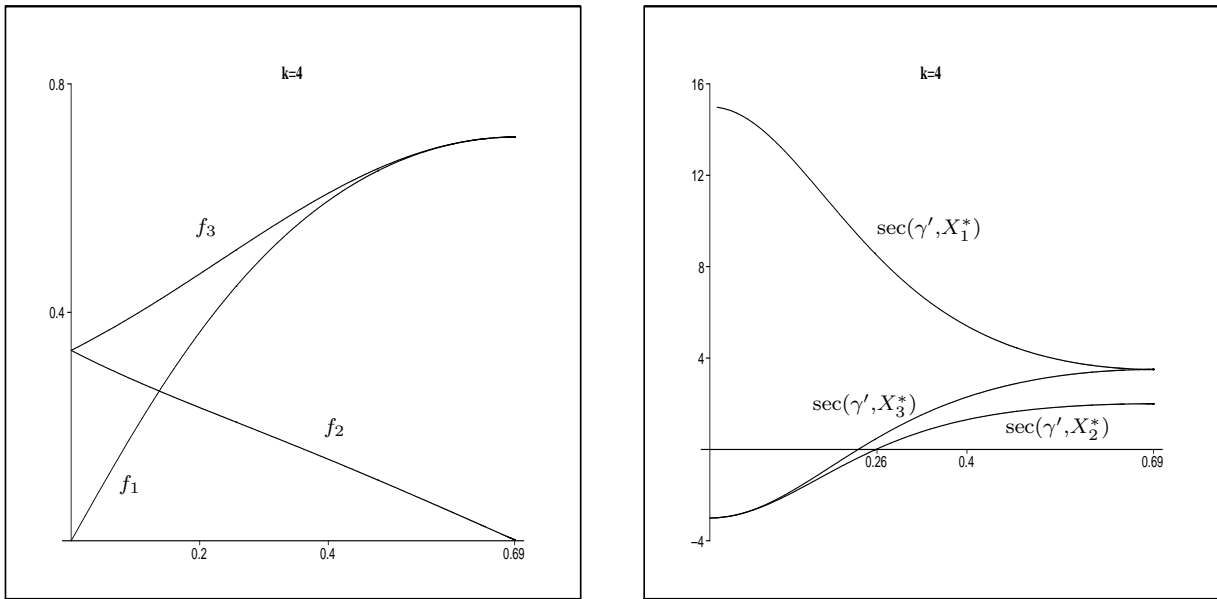 k=4
0.8
0.4
f₃
f₂
f₁
0.2
0.4
0.69
k=4
16
12
8
4
−4
sec(γ′,X₁*)
sec(γ′,X₃*)
sec(γ′,X₂*)
0.26
0.4
0.69